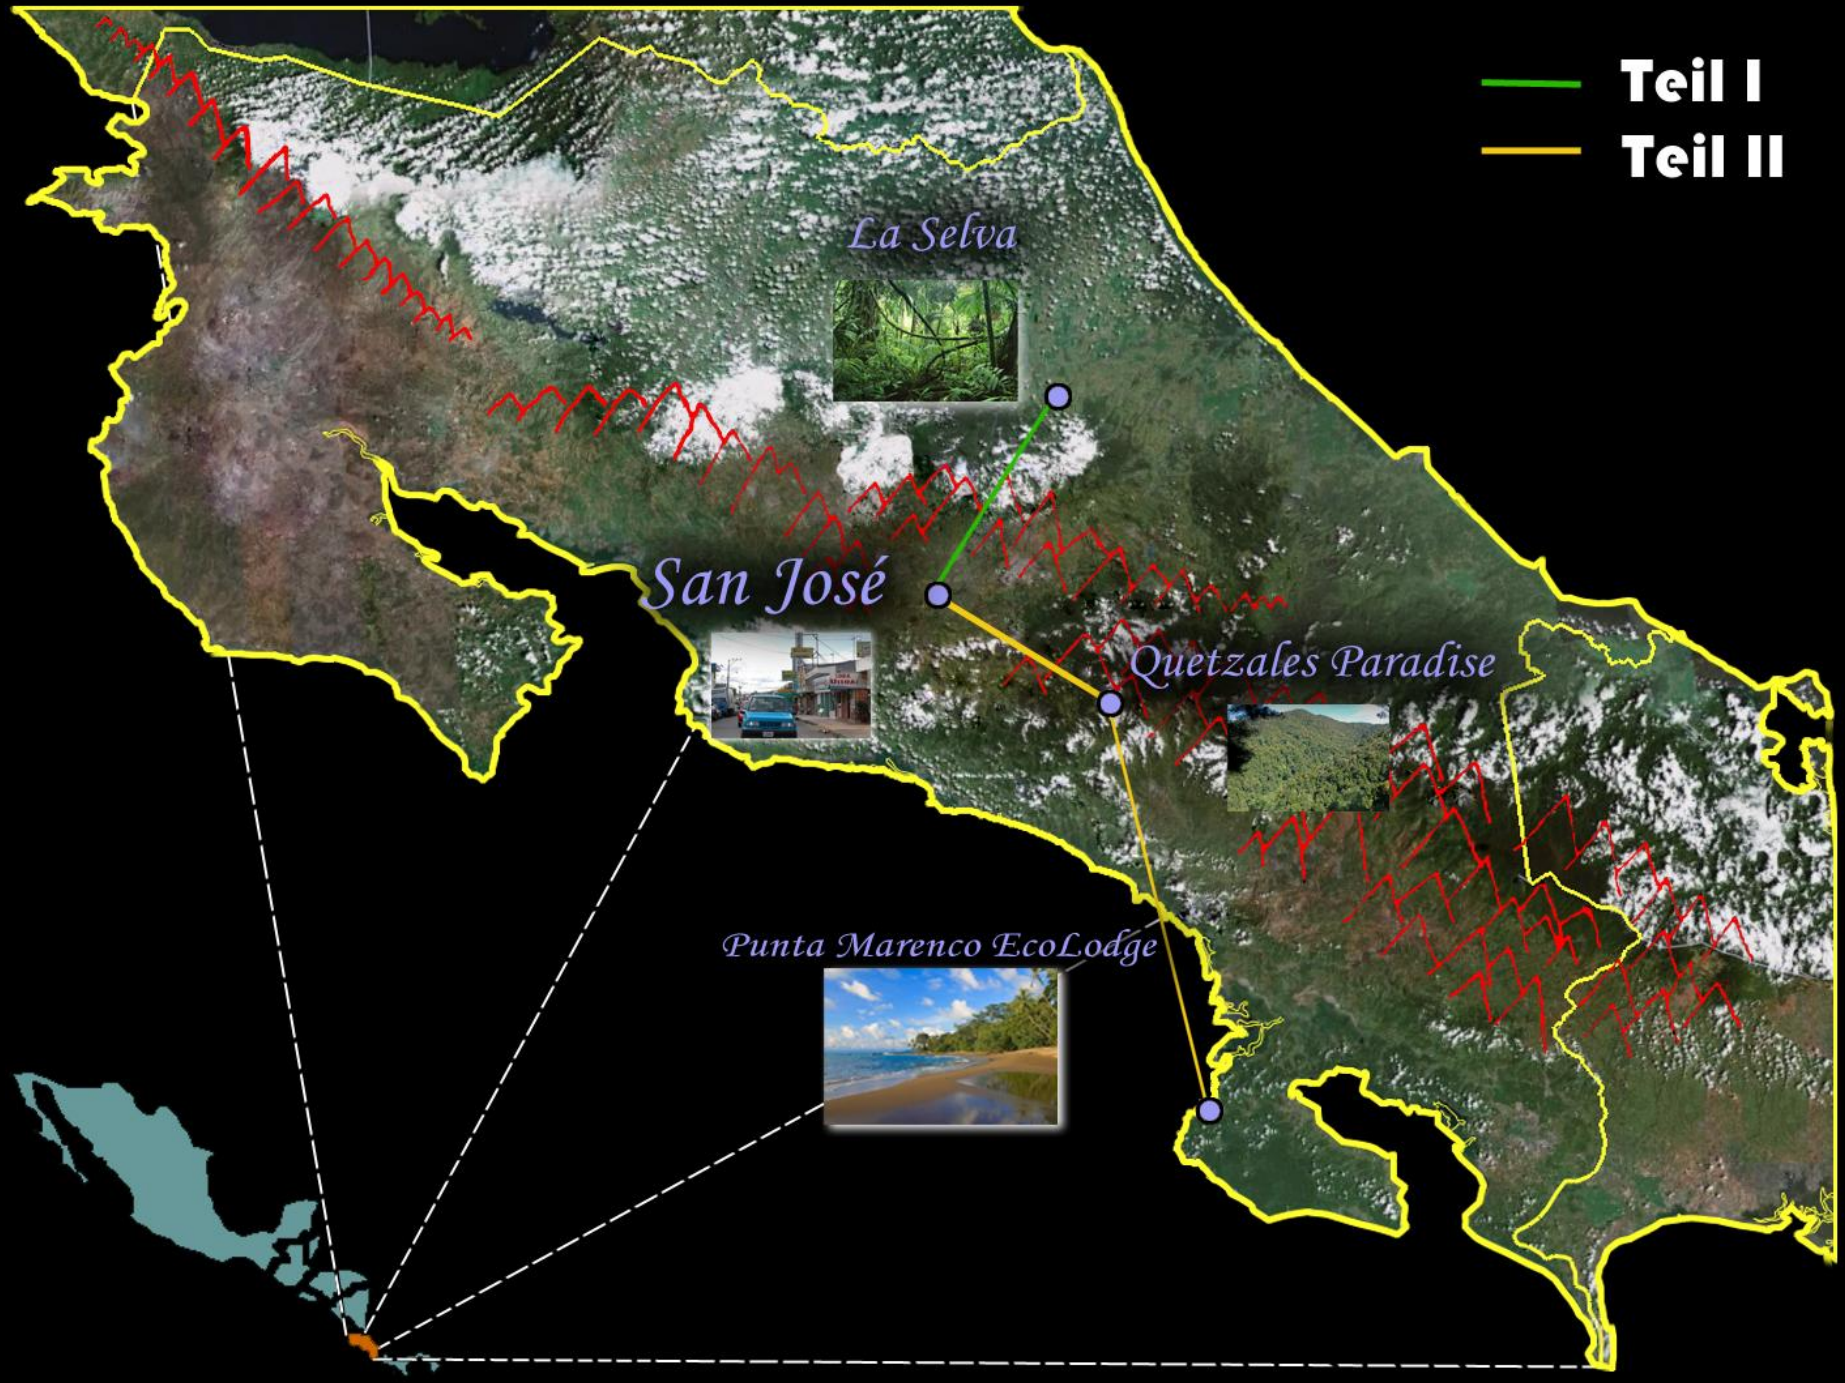 Teil I
Teil II
La Selva
San José
Quetzales Paradise
Punta Marenco EcoLodge